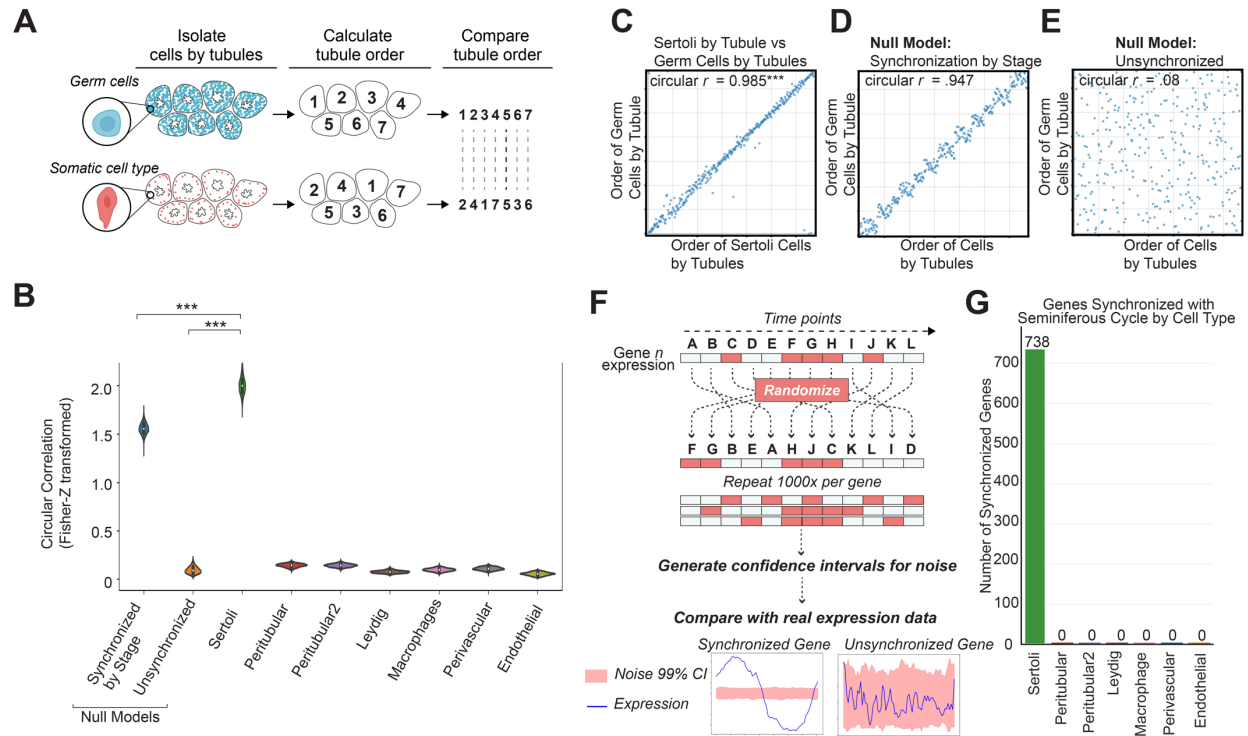 A
Isolate
cells by tubules
Calculate
tubule order
Compare
tubule order
Germ cells
1 2 3 4
5 6 7
1 2 3 4 5 6 7
Somatic cell type
2 4 1 7
5 3 6
2 4 1 7 5 3 6
B
***
***
Circular Correlation
(Fisher-Z transformed)
2.0
1.5
1.0
0.5
0
Synchronized
by Stage
Unsynchronized
Sertoli
Peritubular
Peritubular2
Leydig
Macrophages
Perivascular
Endothelial
Null Models
C
Sertoli by Tubule vs
Germ Cells by Tubules
circular r = 0.985***
Order of Germ
Cells by Tubule
Order of Sertoli Cells
by Tubules
D
Null Model:
Synchronization by Stage
circular r = .947
Order of Germ
Cells by Tubule
Order of Cells
by Tubules
E
Null Model:
Unsynchronized
circular r = .08
Order of Germ
Cells by Tubule
Order of Cells
by Tubules
F
Time points
A B C D E F G H I J K L
Gene n
expression
Randomize
F G B E A H J C K L I D
Repeat 1000x per gene
Generate confidence intervals for noise
Compare with real expression data
Synchronized Gene
Unsynchronized Gene
Noise 99% CI
Expression
G
Genes Synchronized with
Seminiferous Cycle by Cell Type
Number of Synchronized Genes
700
600
500
400
300
200
100
0
738
0 0 0 0 0 0
Sertoli
Peritubular
Peritubular2
Leydig
Macrophage
Perivascular
Endothelial